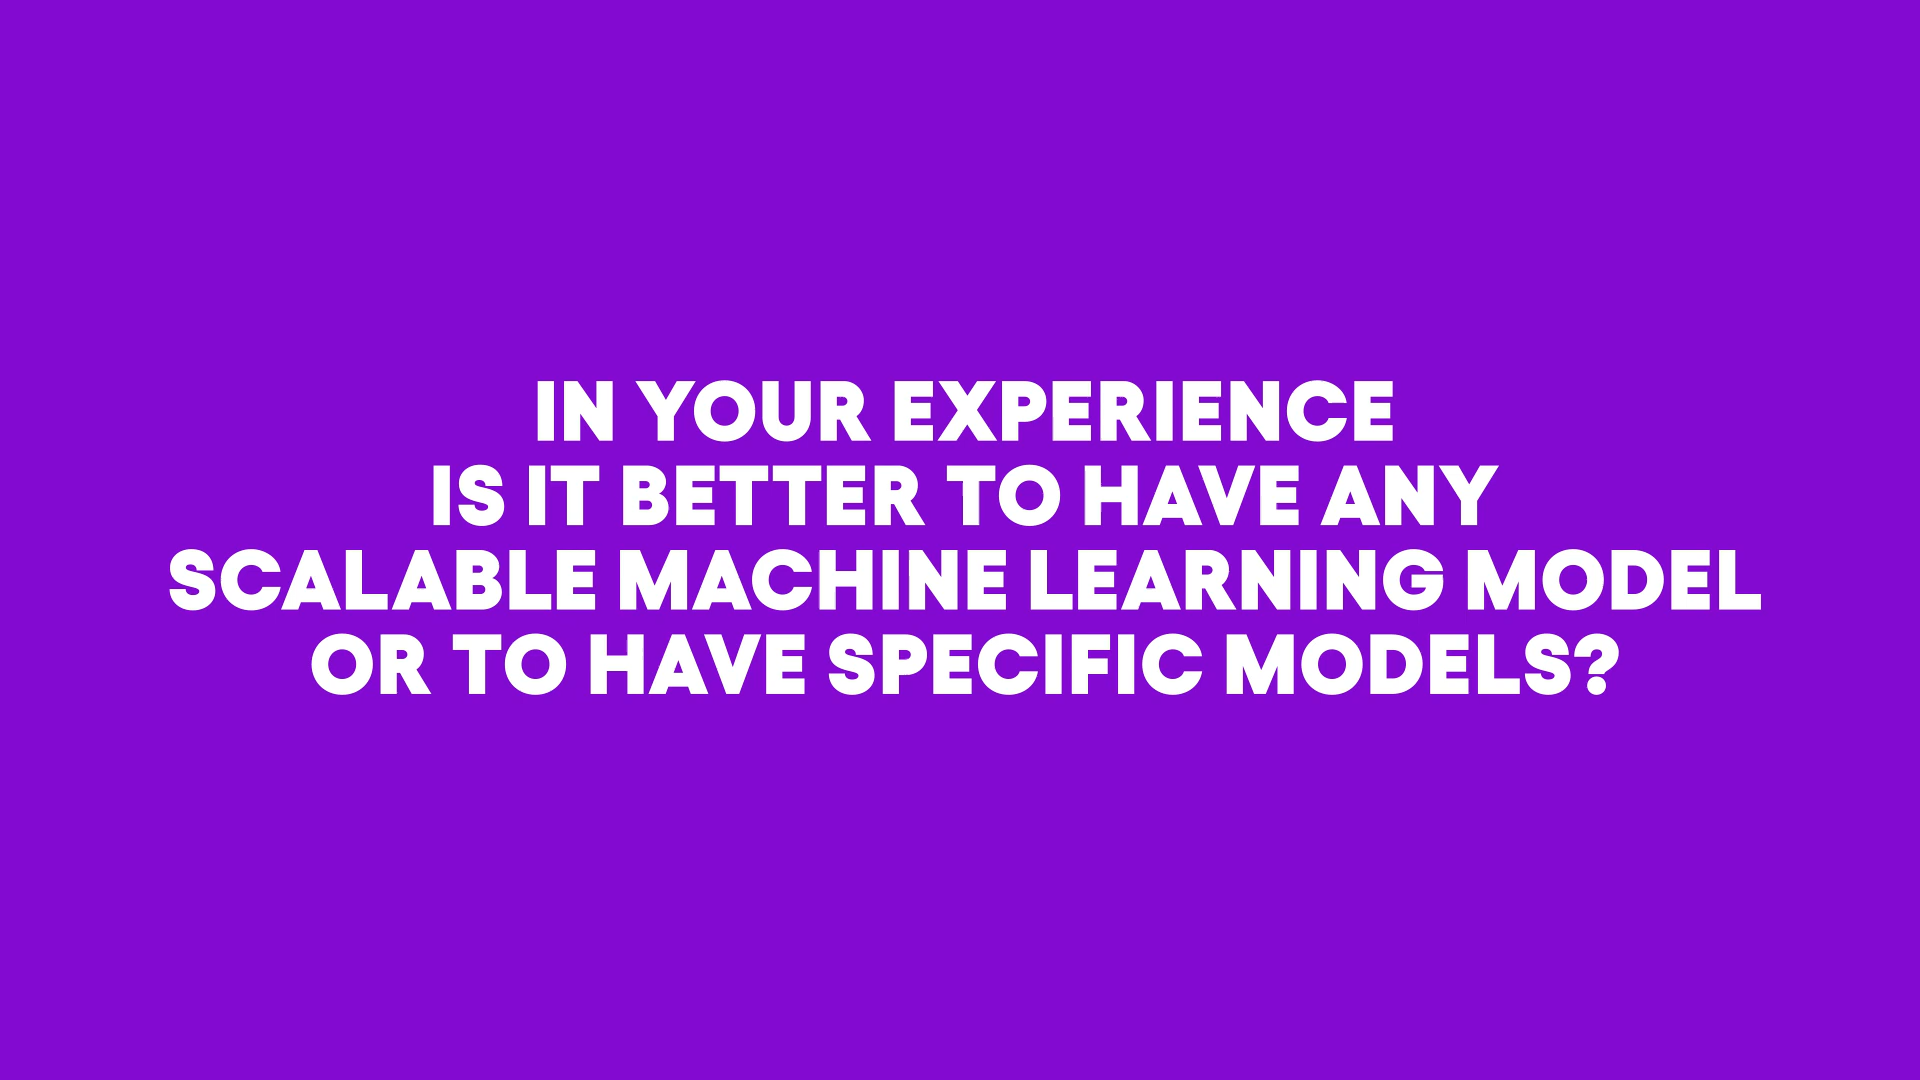 IN YOUR EXPERIENCE
IS IT BETTER TO HAVE ANY
SCALABLE MACHINE LEARNING MODEL
OR TO HAVE SPECIFIC MODELS?